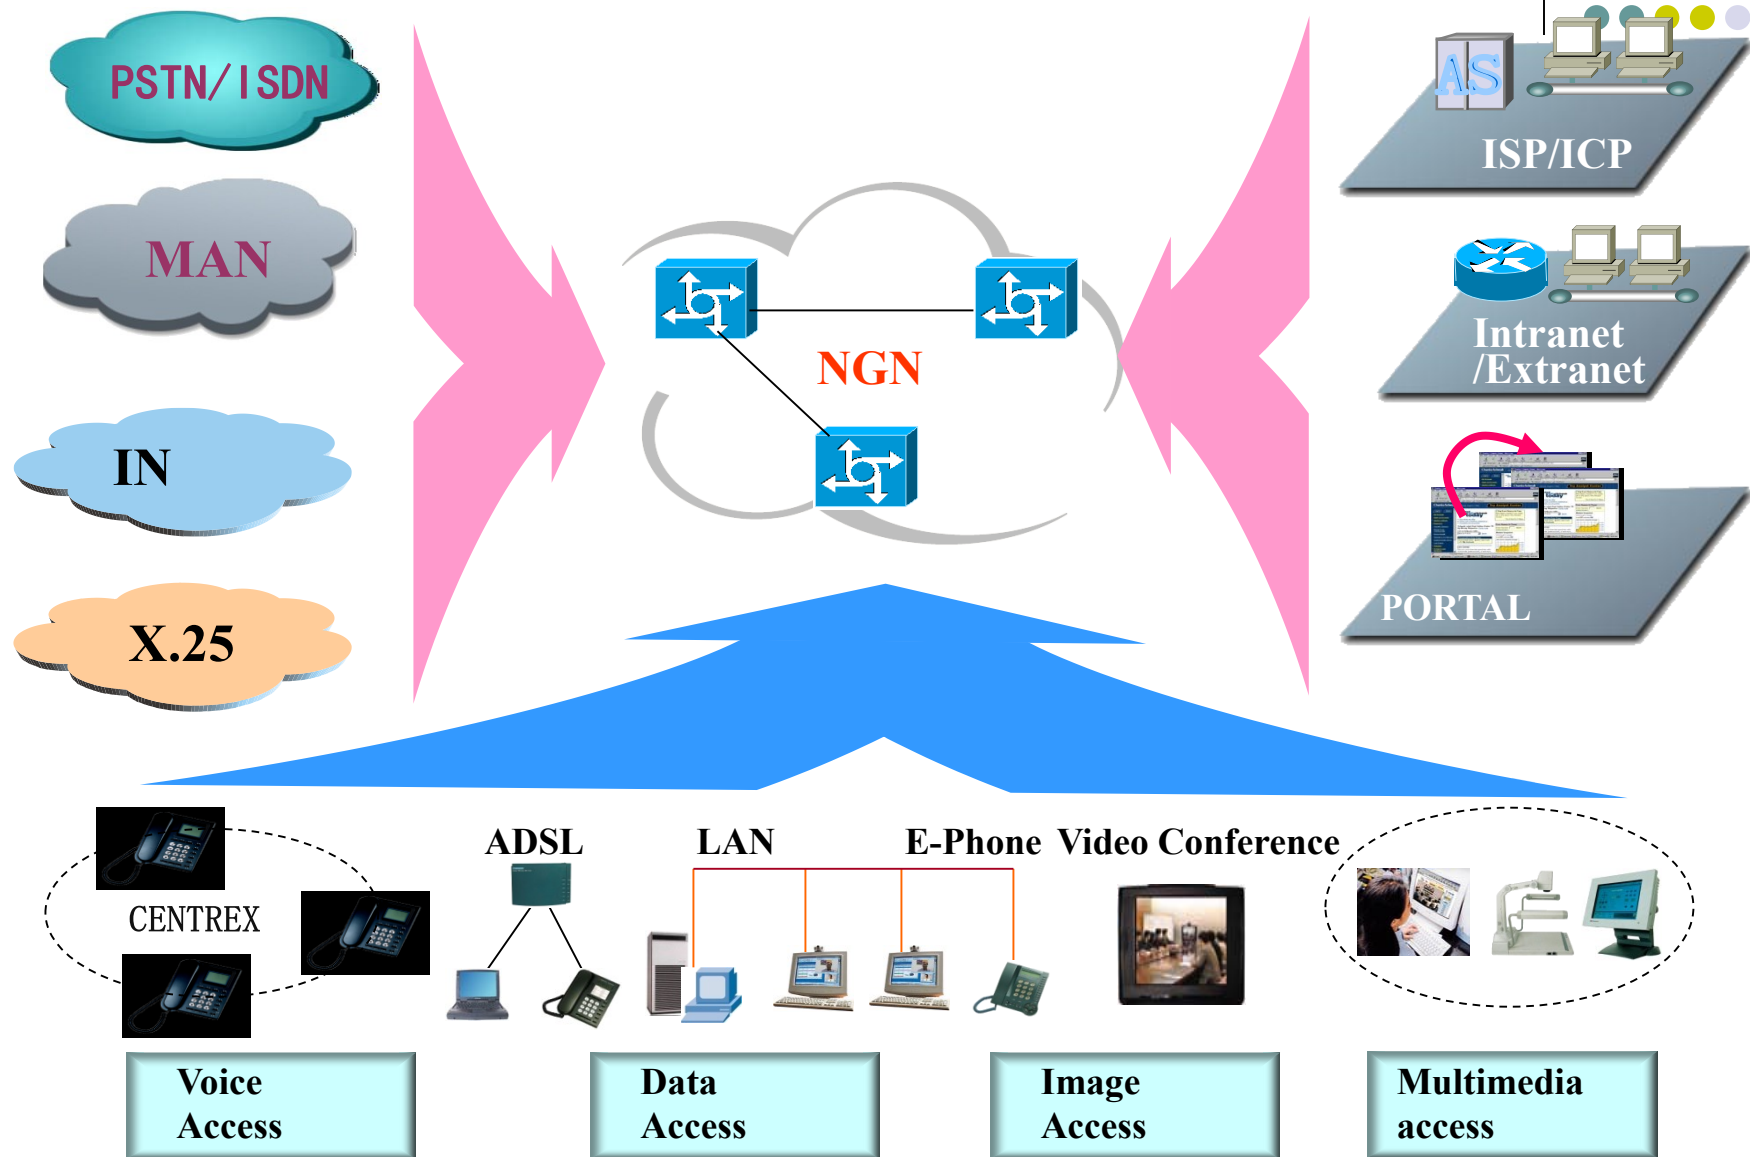 PSTN/ISDN
MAN
IN
X.25
NGN
AS
ISP/ICP
Intranet
/Extranet
PORTAL
CENTREX
ADSL
LAN
E-Phone
Video Conference
Voice
Access
Data
Access
Image
Access
Multimedia
access